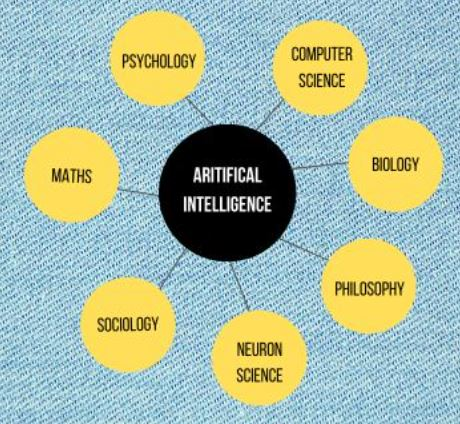 PSYCHOLOGY
COMPUTER
SCIENCE
MATHS
ARITIFICAL
INTELLIGENCE
BIOLOGY
PHILOSOPHY
SOCIOLOGY
NEURON
SCIENCE